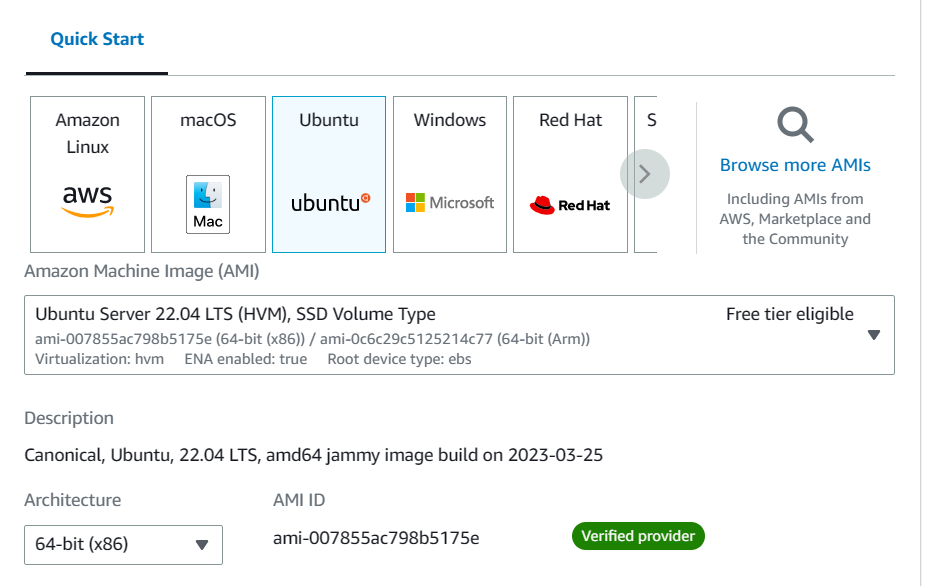 Quick Start
Amazon
Linux
aws
macOS
Mac
Ubuntu
ubuntu
Windows
Microsoft
Red Hat
Red Hat
S
Browse more AMIs
Including AMIs from
AWS, Marketplace and
the Community
Amazon Machine Image (AMI)
Ubuntu Server 22.04 LTS (HVM), SSD Volume Type
Free tier eligible
ami-007855ac798b5175e (64-bit (x86)) / ami-0c6c29c5125214c77 (64-bit (Arm))
Virtualization: hvm ENA enabled: true Root device type: ebs
Description
Canonical, Ubuntu, 22.04 LTS, amd64 jammy image build on 2023-03-25
Architecture
AMI ID
64-bit (x86)
ami-007855ac798b5175e
Verified provider